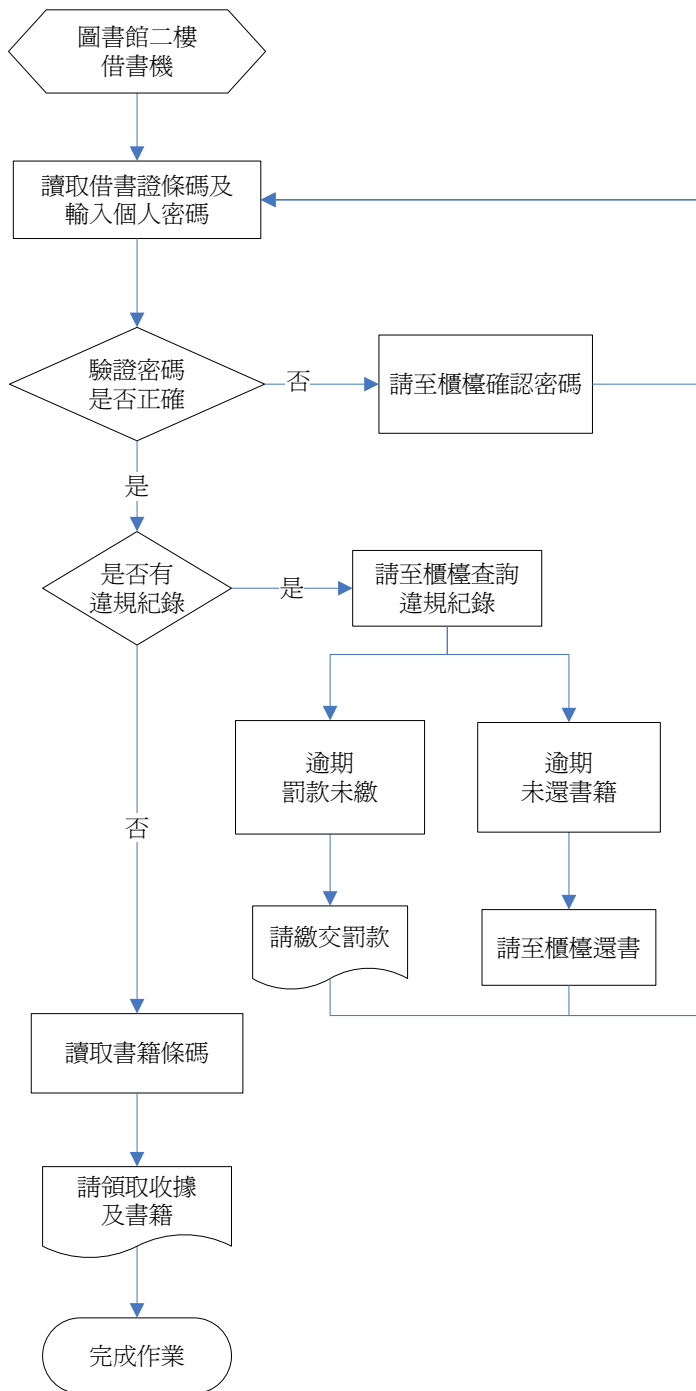 圖書館二樓
借書機
讀取借書證條碼及
輸入個人密碼
驗證密碼
是否正確
否
請至櫃檯確認密碼
是
是否有
違規紀錄
是
請至櫃檯查詢
違規紀錄
逾期
罰款未繳
逾期
未還書籍
否
請繳交罰款
請至櫃檯還書
讀取書籍條碼
請領取收據
及書籍
完成作業